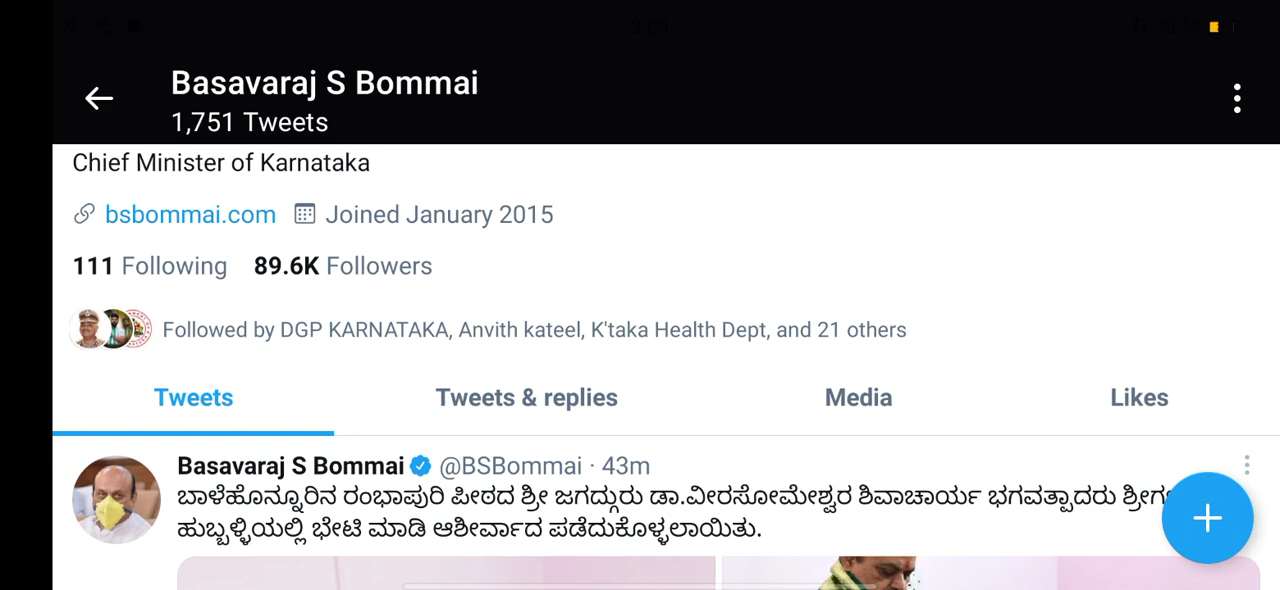 3:09
Basavaraj S Bommai
1,751 Tweets
Chief Minister of Karnataka
bsbommai.com Joined January 2015
111 Following 89.6K Followers
Followed by DGP KARNATAKA, Anvith kateel, K'taka Health Dept, and 21 others
Tweets Tweets & replies Media Likes
Basavaraj S Bommai @BSBommai · 43m
ಬಾಳೆಹೊನ್ನೂರಿನ ರಂಭಾಪುರಿ ಪೀಠದ ಶ್ರೀ ಜಗದ್ಗುರು ಡಾ.ವೀರಸೋಮೇಶ್ವರ ಶಿವಾಚಾರ್ಯ ಭಗವತ್ಪಾದರು
ಹುಬ್ಬಳ್ಳಿಯಲ್ಲಿ ಭೇಟಿ ಮಾಡಿ ಆಶೀರ್ವಾದ ಪಡೆದುಕೊಳ್ಳಲಾಯಿತು.